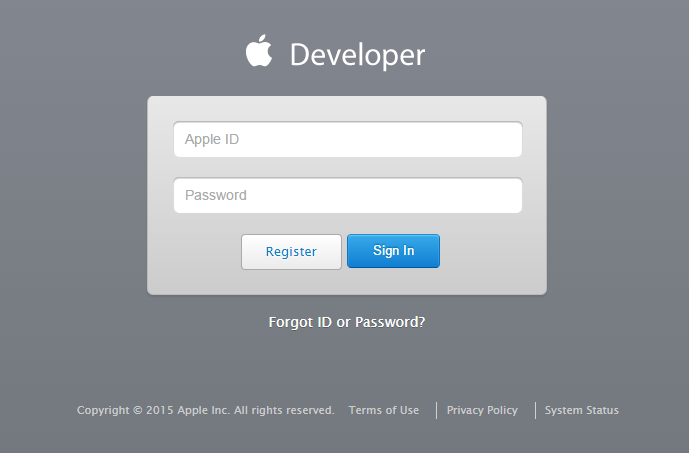 Developer
Apple ID
Password
Register Sign In
Forgot ID or Password?
Copyright © 2015 Apple Inc. All rights reserved. Terms of Use Privacy Policy System Status